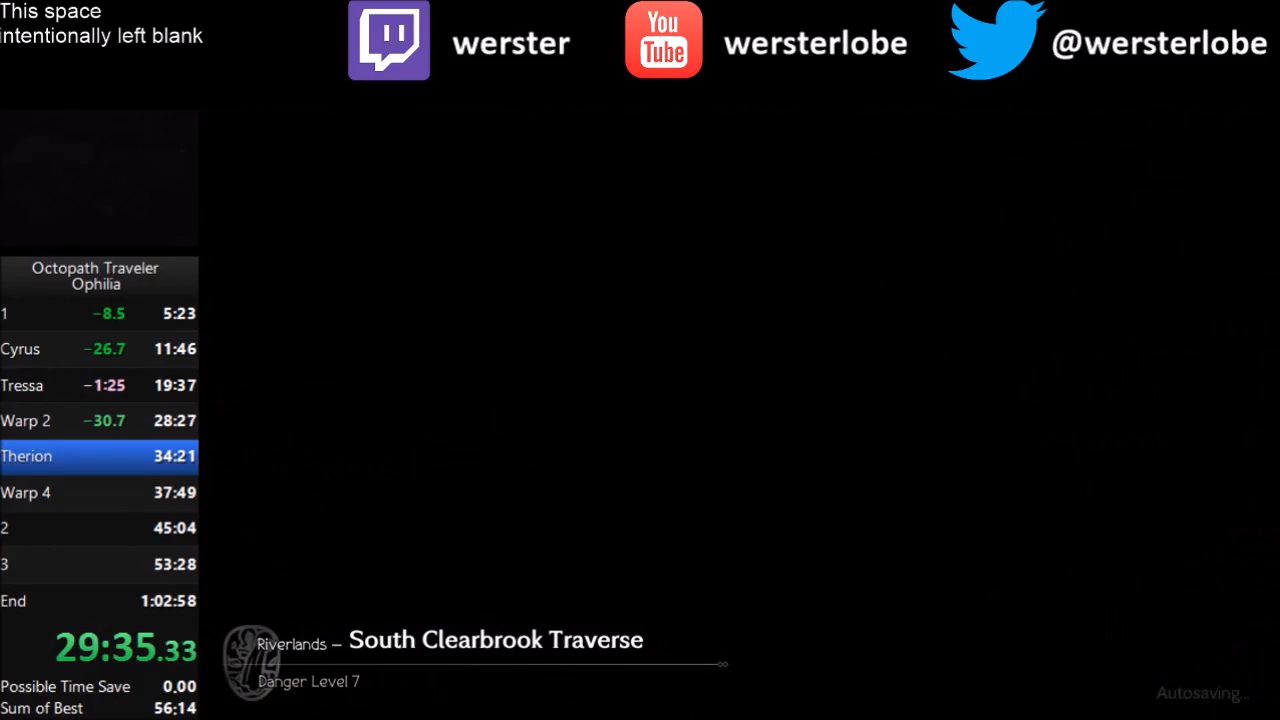 This space
intentionally left blank
werster
You
Tube
wersterlobe
@wersterlobe
Octopath Traveler
Ophilia
1 −8.5 5:23
Cyrus −26.7 11:46
Tressa −1:25 19:37
Warp 2 −30.7 28:27
Therion 34:21
Warp 4 37:49
2 45:04
3 53:28
End 1:02:58
29:35.33
Possible Time Save 0.00
Sum of Best 56:14
Riverlands – South Clearbrook Traverse
Danger Level 7
Autosaving...